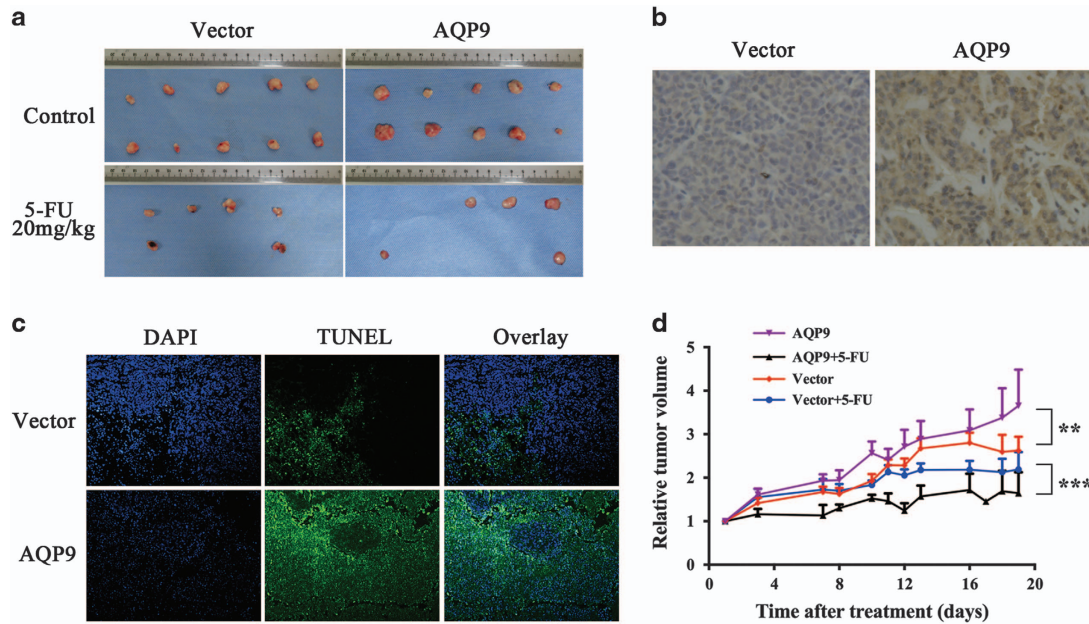 a
Vector
AQP9
Control
5-FU
20mg/kg
b
Vector
AQP9
c
DAPI
TUNEL
Overlay
Vector
AQP9
d
AQP9
AQP9+5-FU
Vector
Vector+5-FU
Relative tumor volume
5
4
3
2
1
0
0
4
8
12
16
20
**
***
Time after treatment (days)